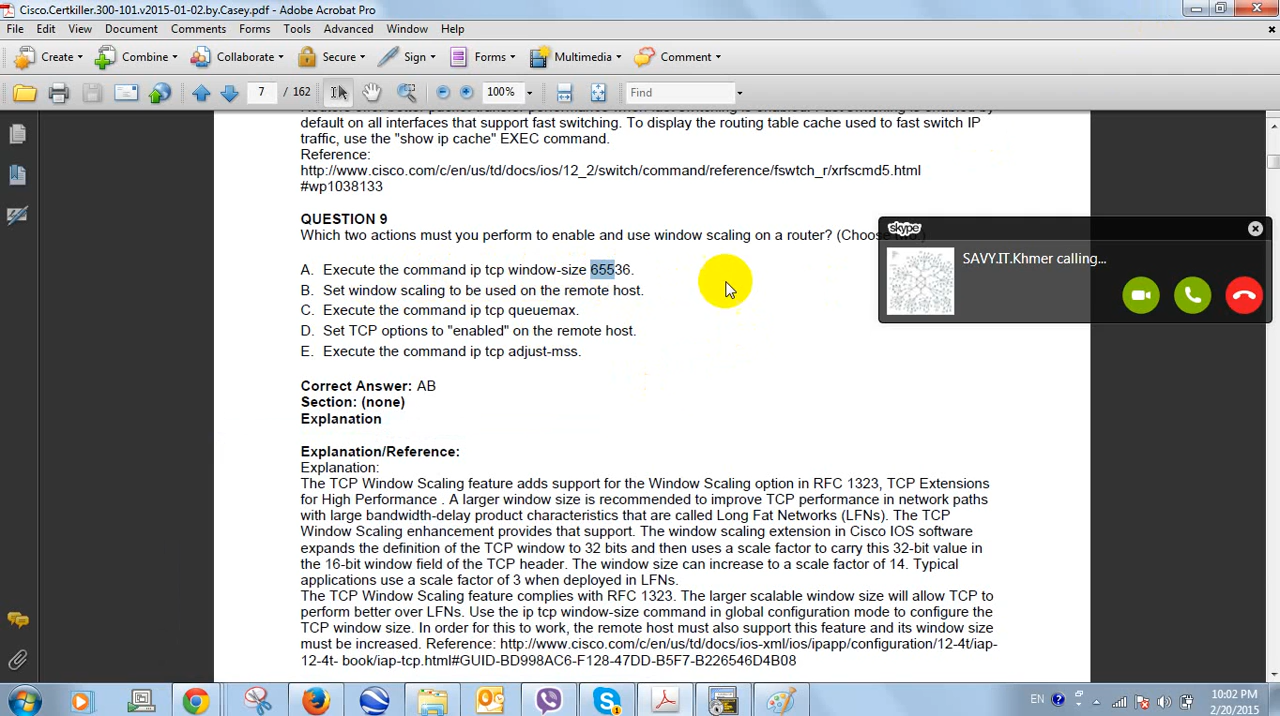 Cisco.Certkiller.300-101.v2015-01-02.by.Casey.pdf - Adobe Acrobat Pro
File Edit View Document Comments Forms Tools Advanced Window Help
Create Combine Collaborate Secure Sign Forms Multimedia Comment
7 / 162 100% Find
default on all interfaces that support fast switching. To display the routing table cache used to fast switch IP
traffic, use the "show ip cache" EXEC command.
Reference:
http://www.cisco.com/c/en/us/td/docs/ios/12_2/switch/command/reference/fswtch_r/xrfscmd5.html
#wp1038133
QUESTION 9
Which two actions must you perform to enable and use window scaling on a router? (Choose two.)
skype
SAVY.IT.Khmer calling...
A. Execute the command ip tcp window-size 65536.
B. Set window scaling to be used on the remote host.
C. Execute the command ip tcp queuemax.
D. Set TCP options to "enabled" on the remote host.
E. Execute the command ip tcp adjust-mss.
Correct Answer: AB
Section: (none)
Explanation
Explanation/Reference:
Explanation:
The TCP Window Scaling feature adds support for the Window Scaling option in RFC 1323, TCP Extensions
for High Performance . A larger window size is recommended to improve TCP performance in network paths
with large bandwidth-delay product characteristics that are called Long Fat Networks (LFNs). The TCP
Window Scaling enhancement provides that support. The window scaling extension in Cisco IOS software
expands the definition of the TCP window to 32 bits and then uses a scale factor to carry this 32-bit value in
the 16-bit window field of the TCP header. The window size can increase to a scale factor of 14. Typical
applications use a scale factor of 3 when deployed in LFNs.
The TCP Window Scaling feature complies with RFC 1323. The larger scalable window size will allow TCP to
perform better over LFNs. Use the ip tcp window-size command in global configuration mode to configure the
TCP window size. In order for this to work, the remote host must also support this feature and its window size
must be increased. Reference: http://www.cisco.com/c/en/us/td/docs/ios-xml/ios/ipapp/configuration/12-4t/iap-
12-4t- book/iap-tcp.html#GUID-BD998AC6-F128-47DD-B5F7-B226546D4B08
EN
10:02 PM
2/20/2015